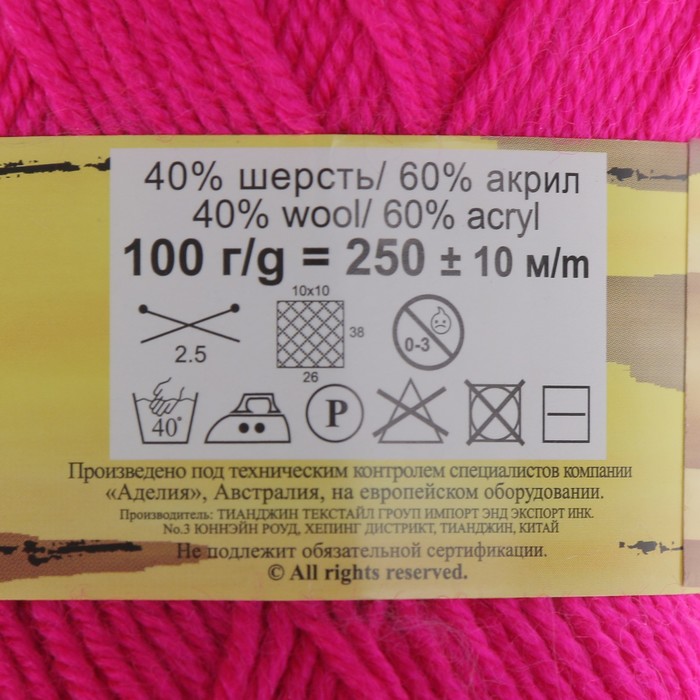 40% шерсть/ 60% акрил
40% wool/ 60% acryl
100 г/g = 250 ± 10 м/m
10x10
38
2.5
26
0-3
40°
P
Произведено под техническим контролем специалистов компании
«Аделия», Австралия, на европейском оборудовании.
Производитель: ТИАНДЖИН ТЕКСТАЙЛ ГРОУП ИМПОРТ ЭНД ЭКСПОРТ ИНК.
No.3 ЮННЭЙН РОУД, ХЕПИНГ ДИСТРИКТ, ТИАНДЖИН, КИТАЙ
Не подлежит обязательной сертификации.
© All rights reserved.